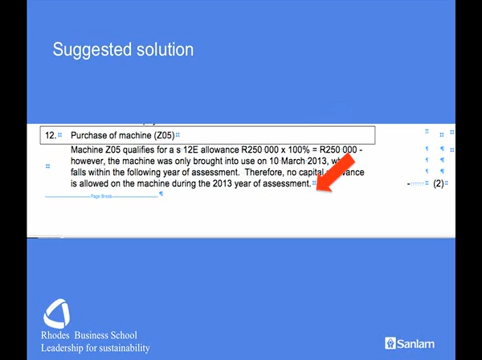 Suggested solution
12. Purchase of machine (Z05)
Machine Z05 qualifies for a s 12E allowance R250 000 x 100% = R250 000 -
however, the machine was only brought into use on 10 March 2013,
falls within the following year of assessment. Therefore, no capital
is allowed on the machine during the 2013 year of assessment.
- (2)
Page Break
Rhodes Business School
Leadership for sustainability
Sanlam